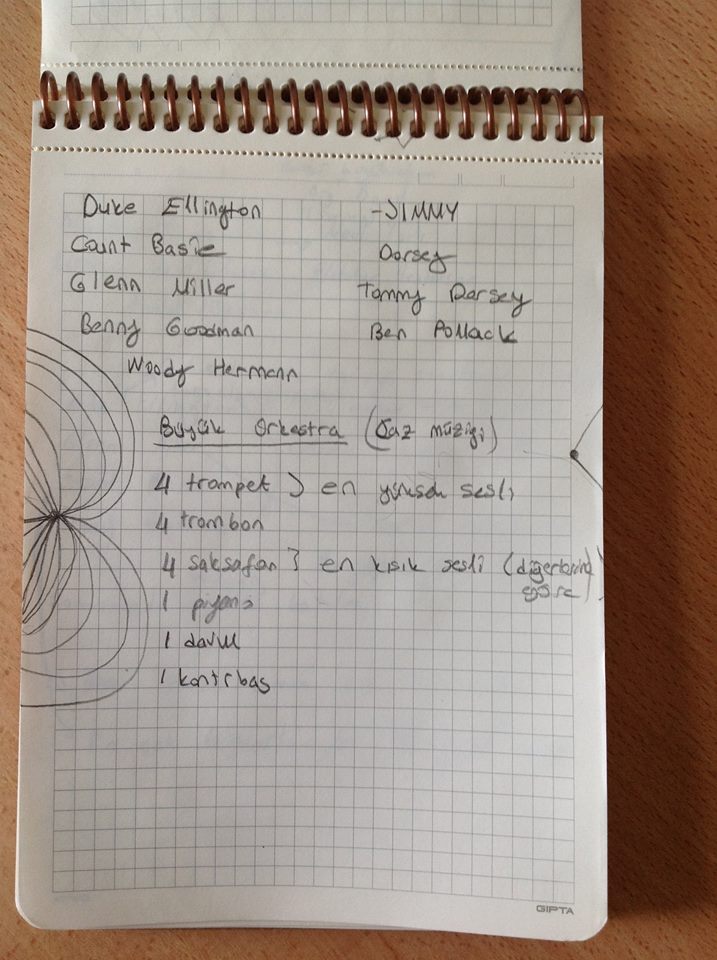 Duke Ellington
Count Basie
Glenn Miller
Benny Goodman
Woody Hermann
-JIMMY
Dorsey
Tommy Dorsey
Ben Pollack
Büyük Orkestra (Caz müziği)
4 trompet } en yüksek sesli
4 trombon
4 saksafon } en kısık sesli (diğerlerine
göre)
1 piyano
1 davul
1 kontrbas
GIPTA